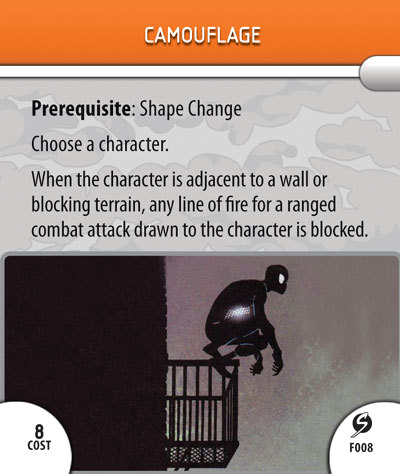 CAMOUFLAGE
Prerequisite: Shape Change
Choose a character.
When the character is adjacent to a wall or
blocking terrain, any line of fire for a ranged
combat attack drawn to the character is blocked.
8
COST
F008